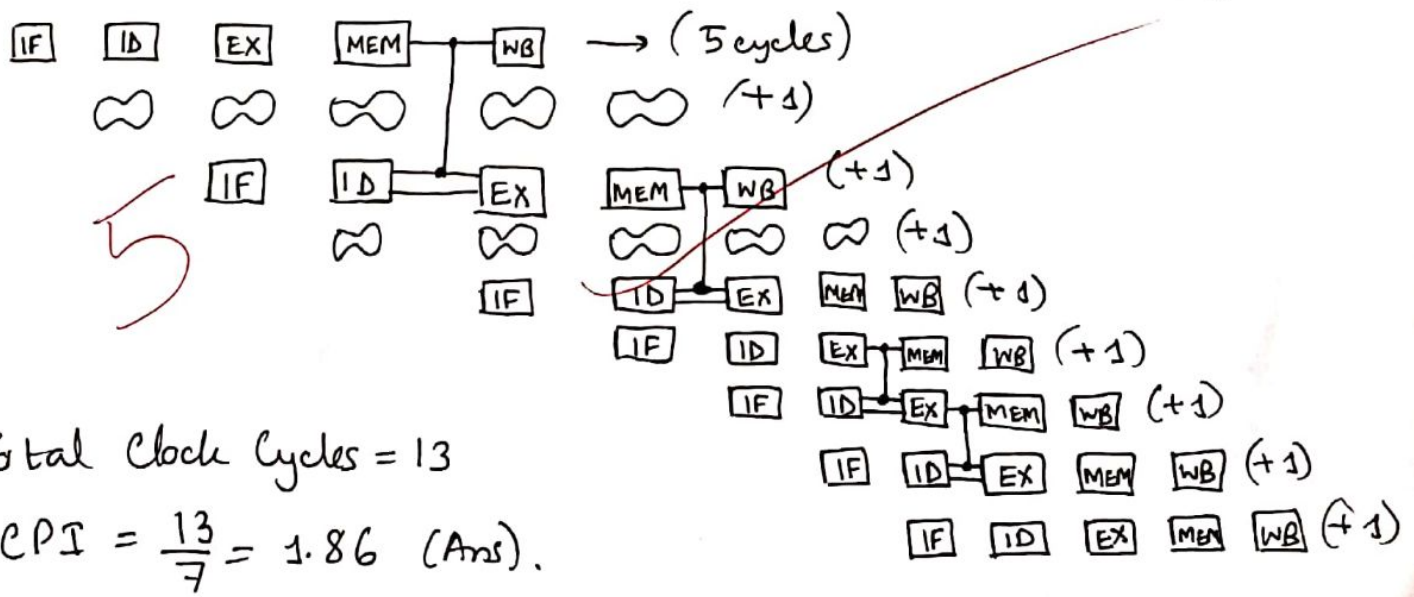 IF ID EX MEM WB → (5 cycles)
(+1)
IF ID EX MEM WB (+1)
(+1)
IF ID EX MEM WB (+1)
IF ID EX MEM WB (+1)
IF ID EX MEM WB (+1)
IF ID EX MEM WB (+1)
IF ID EX MEM WB (+1)
5
otal Clock Cycles = 13
CPI = 13/7 = 1.86 (Ans).